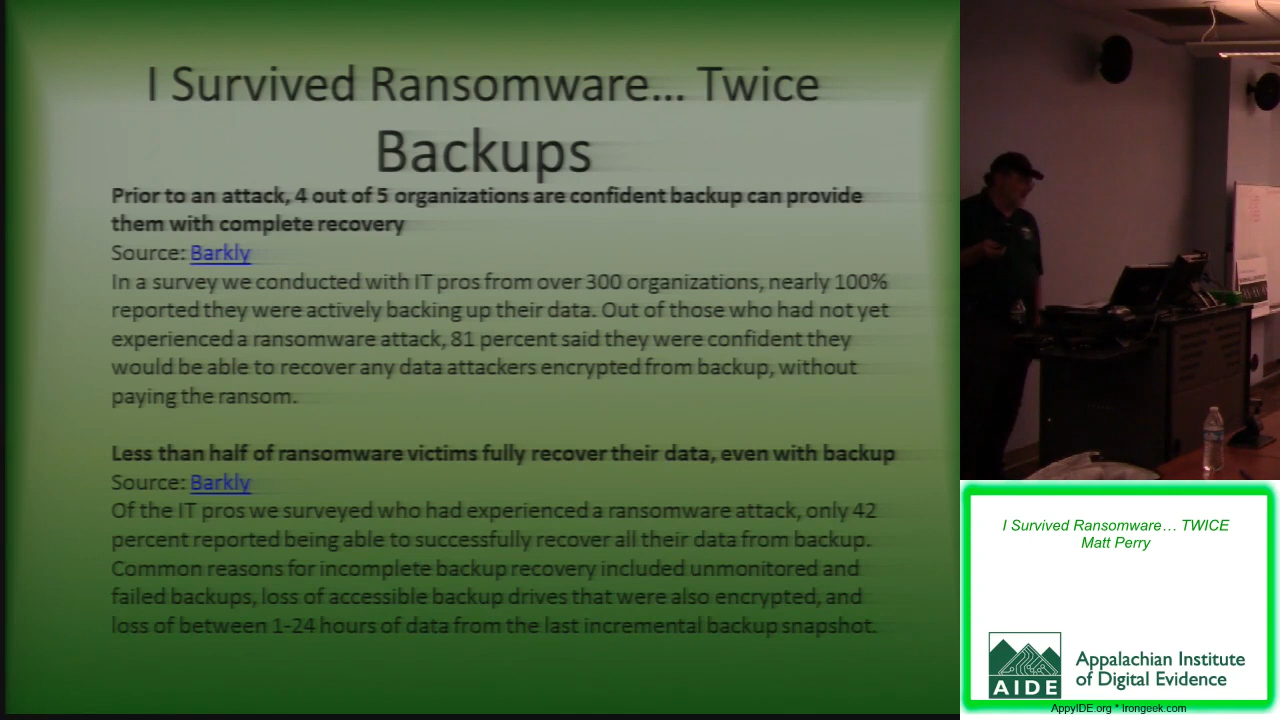 I Survived Ransomware... Twice
Backups
Prior to an attack, 4 out of 5 organizations are confident backup can provide
them with complete recovery
Source: Barkly
In a survey we conducted with IT pros from over 300 organizations, nearly 100%
reported they were actively backing up their data. Out of those who had not yet
experienced a ransomware attack, 81 percent said they were confident they
would be able to recover any data attackers encrypted from backup, without
paying the ransom.
Less than half of ransomware victims fully recover their data, even with backup
Source: Barkly
Of the IT pros we surveyed who had experienced a ransomware attack, only 42
percent reported being able to successfully recover all their data from backup.
Common reasons for incomplete backup recovery included unmonitored and
failed backups, loss of accessible backup drives that were also encrypted, and
loss of between 1-24 hours of data from the last incremental backup snapshot.
I Survived Ransomware... TWICE
Matt Perry
AIDE
Appalachian Institute
of Digital Evidence
AppyIDE.org * Irongeek.com